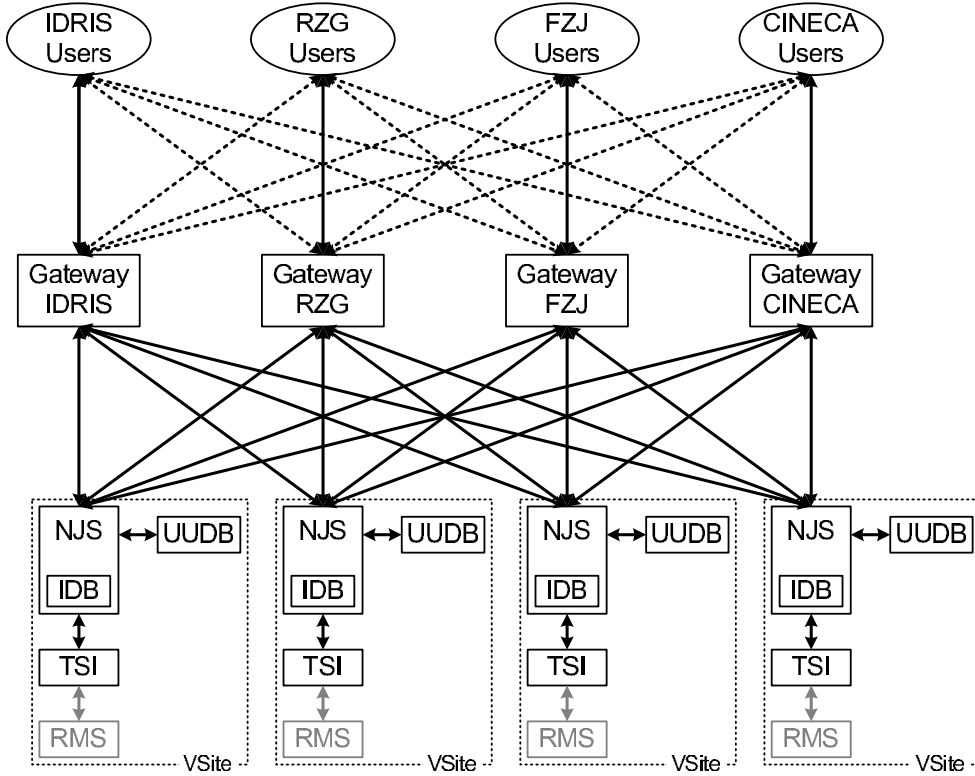 IDRIS
Users
RZG
Users
FZJ
Users
CINECA
Users
Gateway
IDRIS
Gateway
RZG
Gateway
FZJ
Gateway
CINECA
NJS
UUDB
IDB
TSI
RMS
VSite
NJS
UUDB
IDB
TSI
RMS
VSite
NJS
UUDB
IDB
TSI
RMS
VSite
NJS
UUDB
IDB
TSI
RMS
VSite